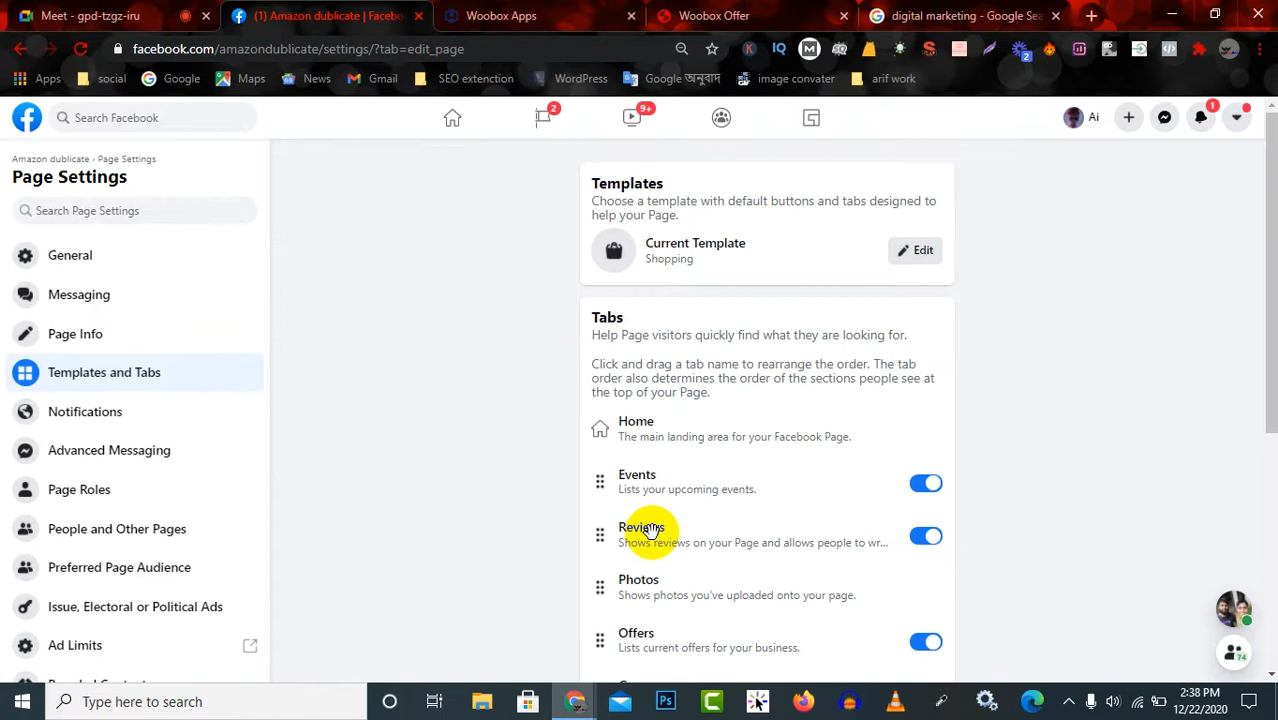 Meet - gpd-tzgz-iru
(1) Amazon dublicate | Facebo
Woobox Apps
Woobox Offer
digital marketing - Google Sea
facebook.com/amazondublicate/settings/?tab=edit_page
Apps
social
Google
Maps
News
Gmail
SEO extention
WordPress
Google অনুবাদ
image convater
arif work
Search Facebook
2
9+
Ai
1
Amazon dublicate › Page Settings
Page Settings
Search Page Settings
General
Messaging
Page Info
Templates and Tabs
Notifications
Advanced Messaging
Page Roles
People and Other Pages
Preferred Page Audience
Issue, Electoral or Political Ads
Ad Limits
Templates
Choose a template with default buttons and tabs designed to
help your Page.
Current Template
Shopping
Edit
Tabs
Help Page visitors quickly find what they are looking for.
Click and drag a tab name to rearrange the order. The tab
order also determines the order of the sections people see at
the top of your Page.
Home
The main landing area for your Facebook Page.
Events
Lists your upcoming events.
Reviews
Shows reviews on your Page and allows people to wr...
Photos
Shows photos you've uploaded onto your page.
Offers
Lists current offers for your business.
74
Type here to search
2:38 PM
12/22/2020